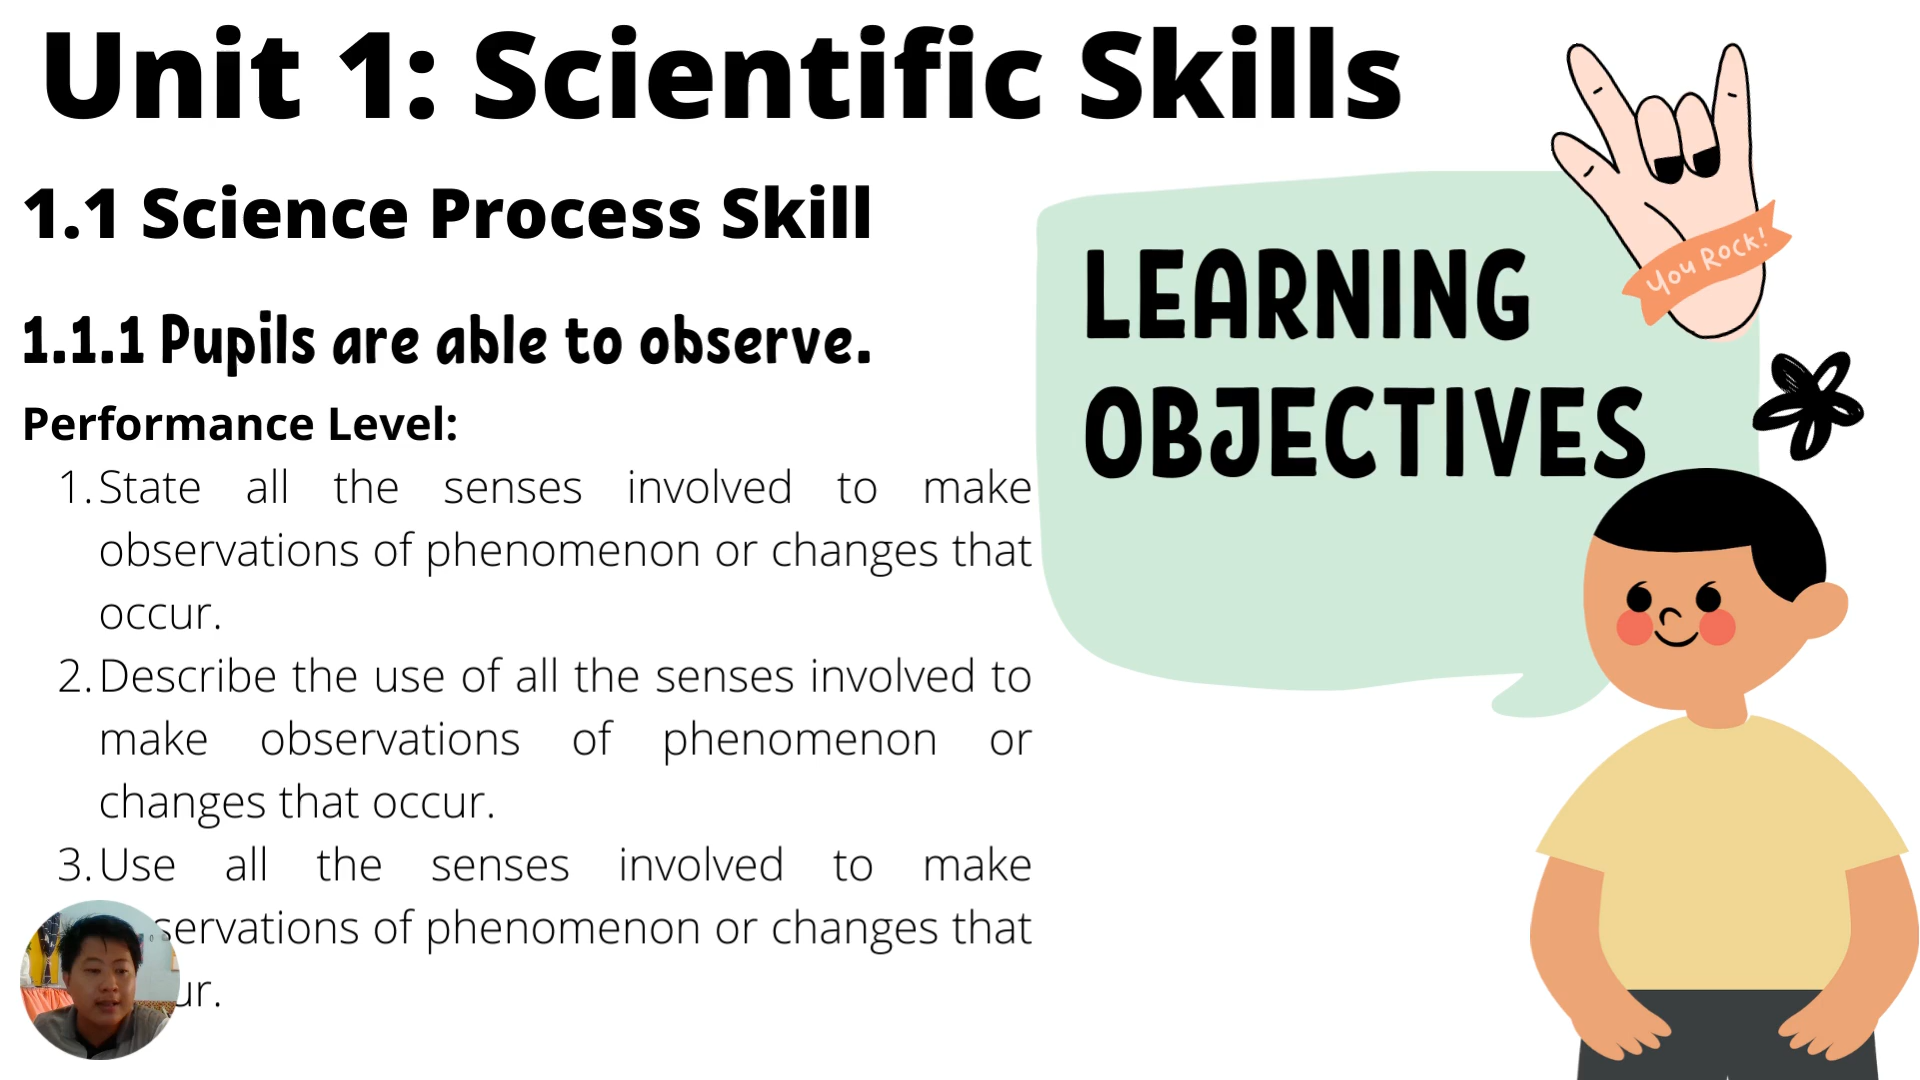 Unit 1: Scientific Skills
1.1 Science Process Skill
1.1.1 Pupils are able to observe.
Performance Level:
1. State all the senses involved to make
observations of phenomenon or changes that
occur.
2. Describe the use of all the senses involved to
make observations of phenomenon or
changes that occur.
3. Use all the senses involved to make
of phenomenon or changes that
LEARNING
OBJECTIVES
You Rock!